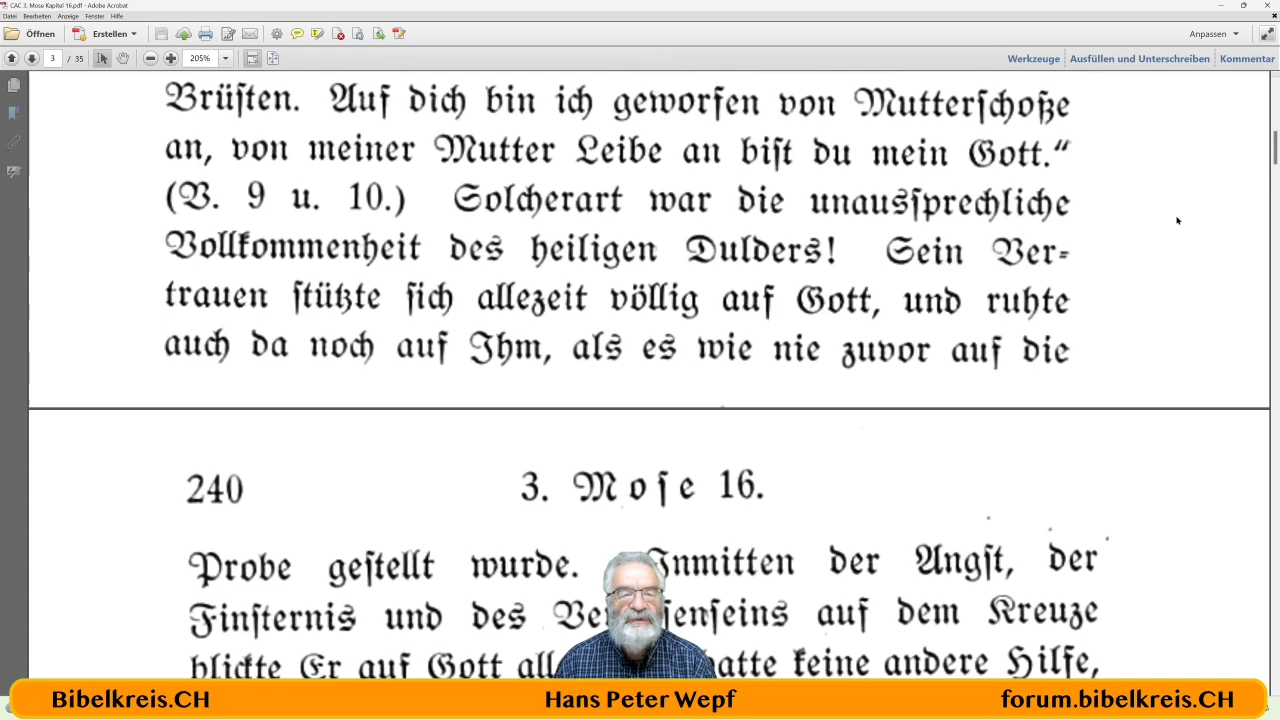 CAC 3. Mose Kapitel 16.pdf - Adobe Acrobat
Datei Bearbeiten Anzeige Fenster Hilfe
Öffnen Erstellen Anpassen
3 / 35 205% Werkzeuge Ausfüllen und Unterschreiben Kommentar
Brüsten. Auf dich bin ich geworfen von Mutterschoße
an, von meiner Mutter Leibe an bist du mein Gott.“
(V. 9 u. 10.) Solcherart war die unaussprechliche
Vollkommenheit des heiligen Dulders! Sein Ver-
trauen stützte sich allezeit völlig auf Gott, und ruhte
auch da noch auf Ihm, als es wie nie zuvor auf die
240 3. Mose 16.
Probe gestellt wurde. Inmitten der Angst, der
Finsternis und des auf dem Kreuze
blickte Er auf Gott hatte keine andere Hilfe,
Bibelkreis.CH Hans Peter Wepf forum.bibelkreis.CH